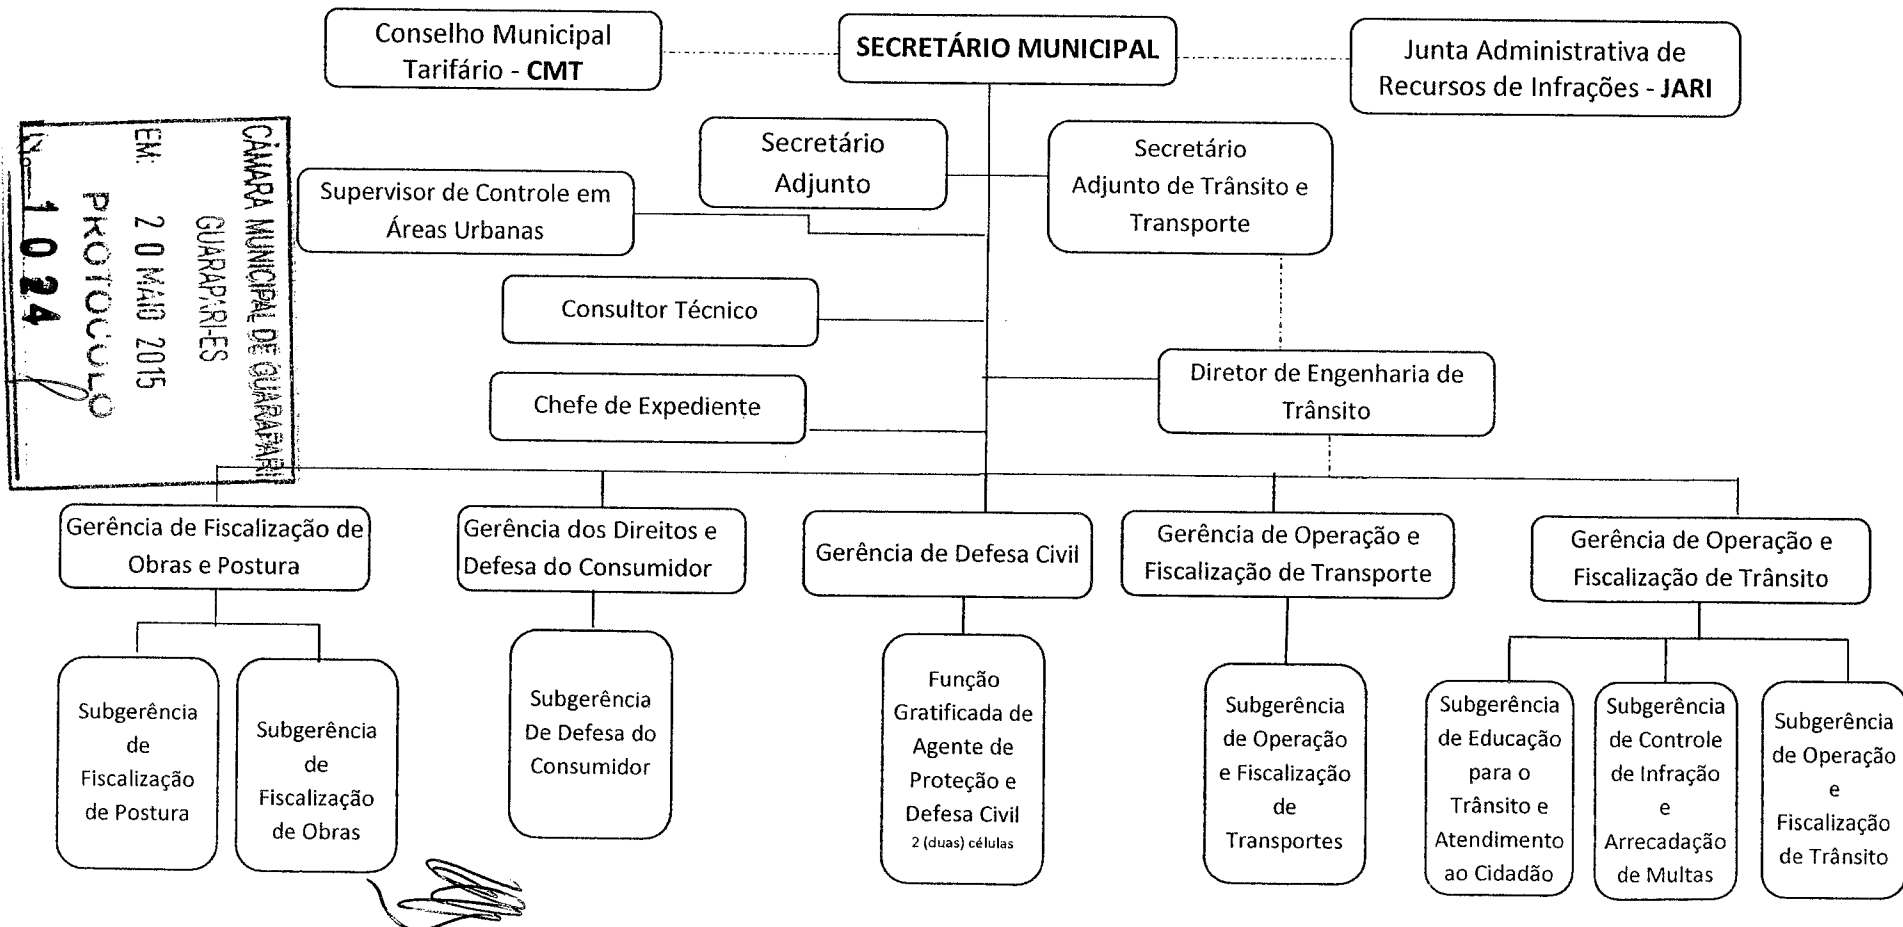 Conselho Municipal
Tarifário - CMT
SECRETÁRIO MUNICIPAL
Junta Administrativa de
Recursos de Infrações - JARI
CÂMARA MUNICIPAL DE GUARAPARI
GUARAPARI-ES
EM: 20 MAIO 2015
PROTOCOLO
Nº 1024
Secretário
Adjunto
Secretário
Adjunto de Trânsito e
Transporte
Supervisor de Controle em
Áreas Urbanas
Consultor Técnico
Diretor de Engenharia de
Trânsito
Chefe de Expediente
Gerência de Fiscalização de
Obras e Postura
Gerência dos Direitos e
Defesa do Consumidor
Gerência de Defesa Civil
Gerência de Operação e
Fiscalização de Transporte
Gerência de Operação e
Fiscalização de Trânsito
Subgerência
de
Fiscalização
de Postura
Subgerência
de
Fiscalização
de Obras
Subgerência
De Defesa do
Consumidor
Função
Gratificada de
Agente de
Proteção e
Defesa Civil
2 (duas) células
Subgerência
de Operação
e Fiscalização
de
Transportes
Subgerência
de Educação
para o
Trânsito e
Atendimento
ao Cidadão
Subgerência
de Controle
de Infração
e
Arrecadação
de Multas
Subgerência
de Operação
e
Fiscalização
de Trânsito